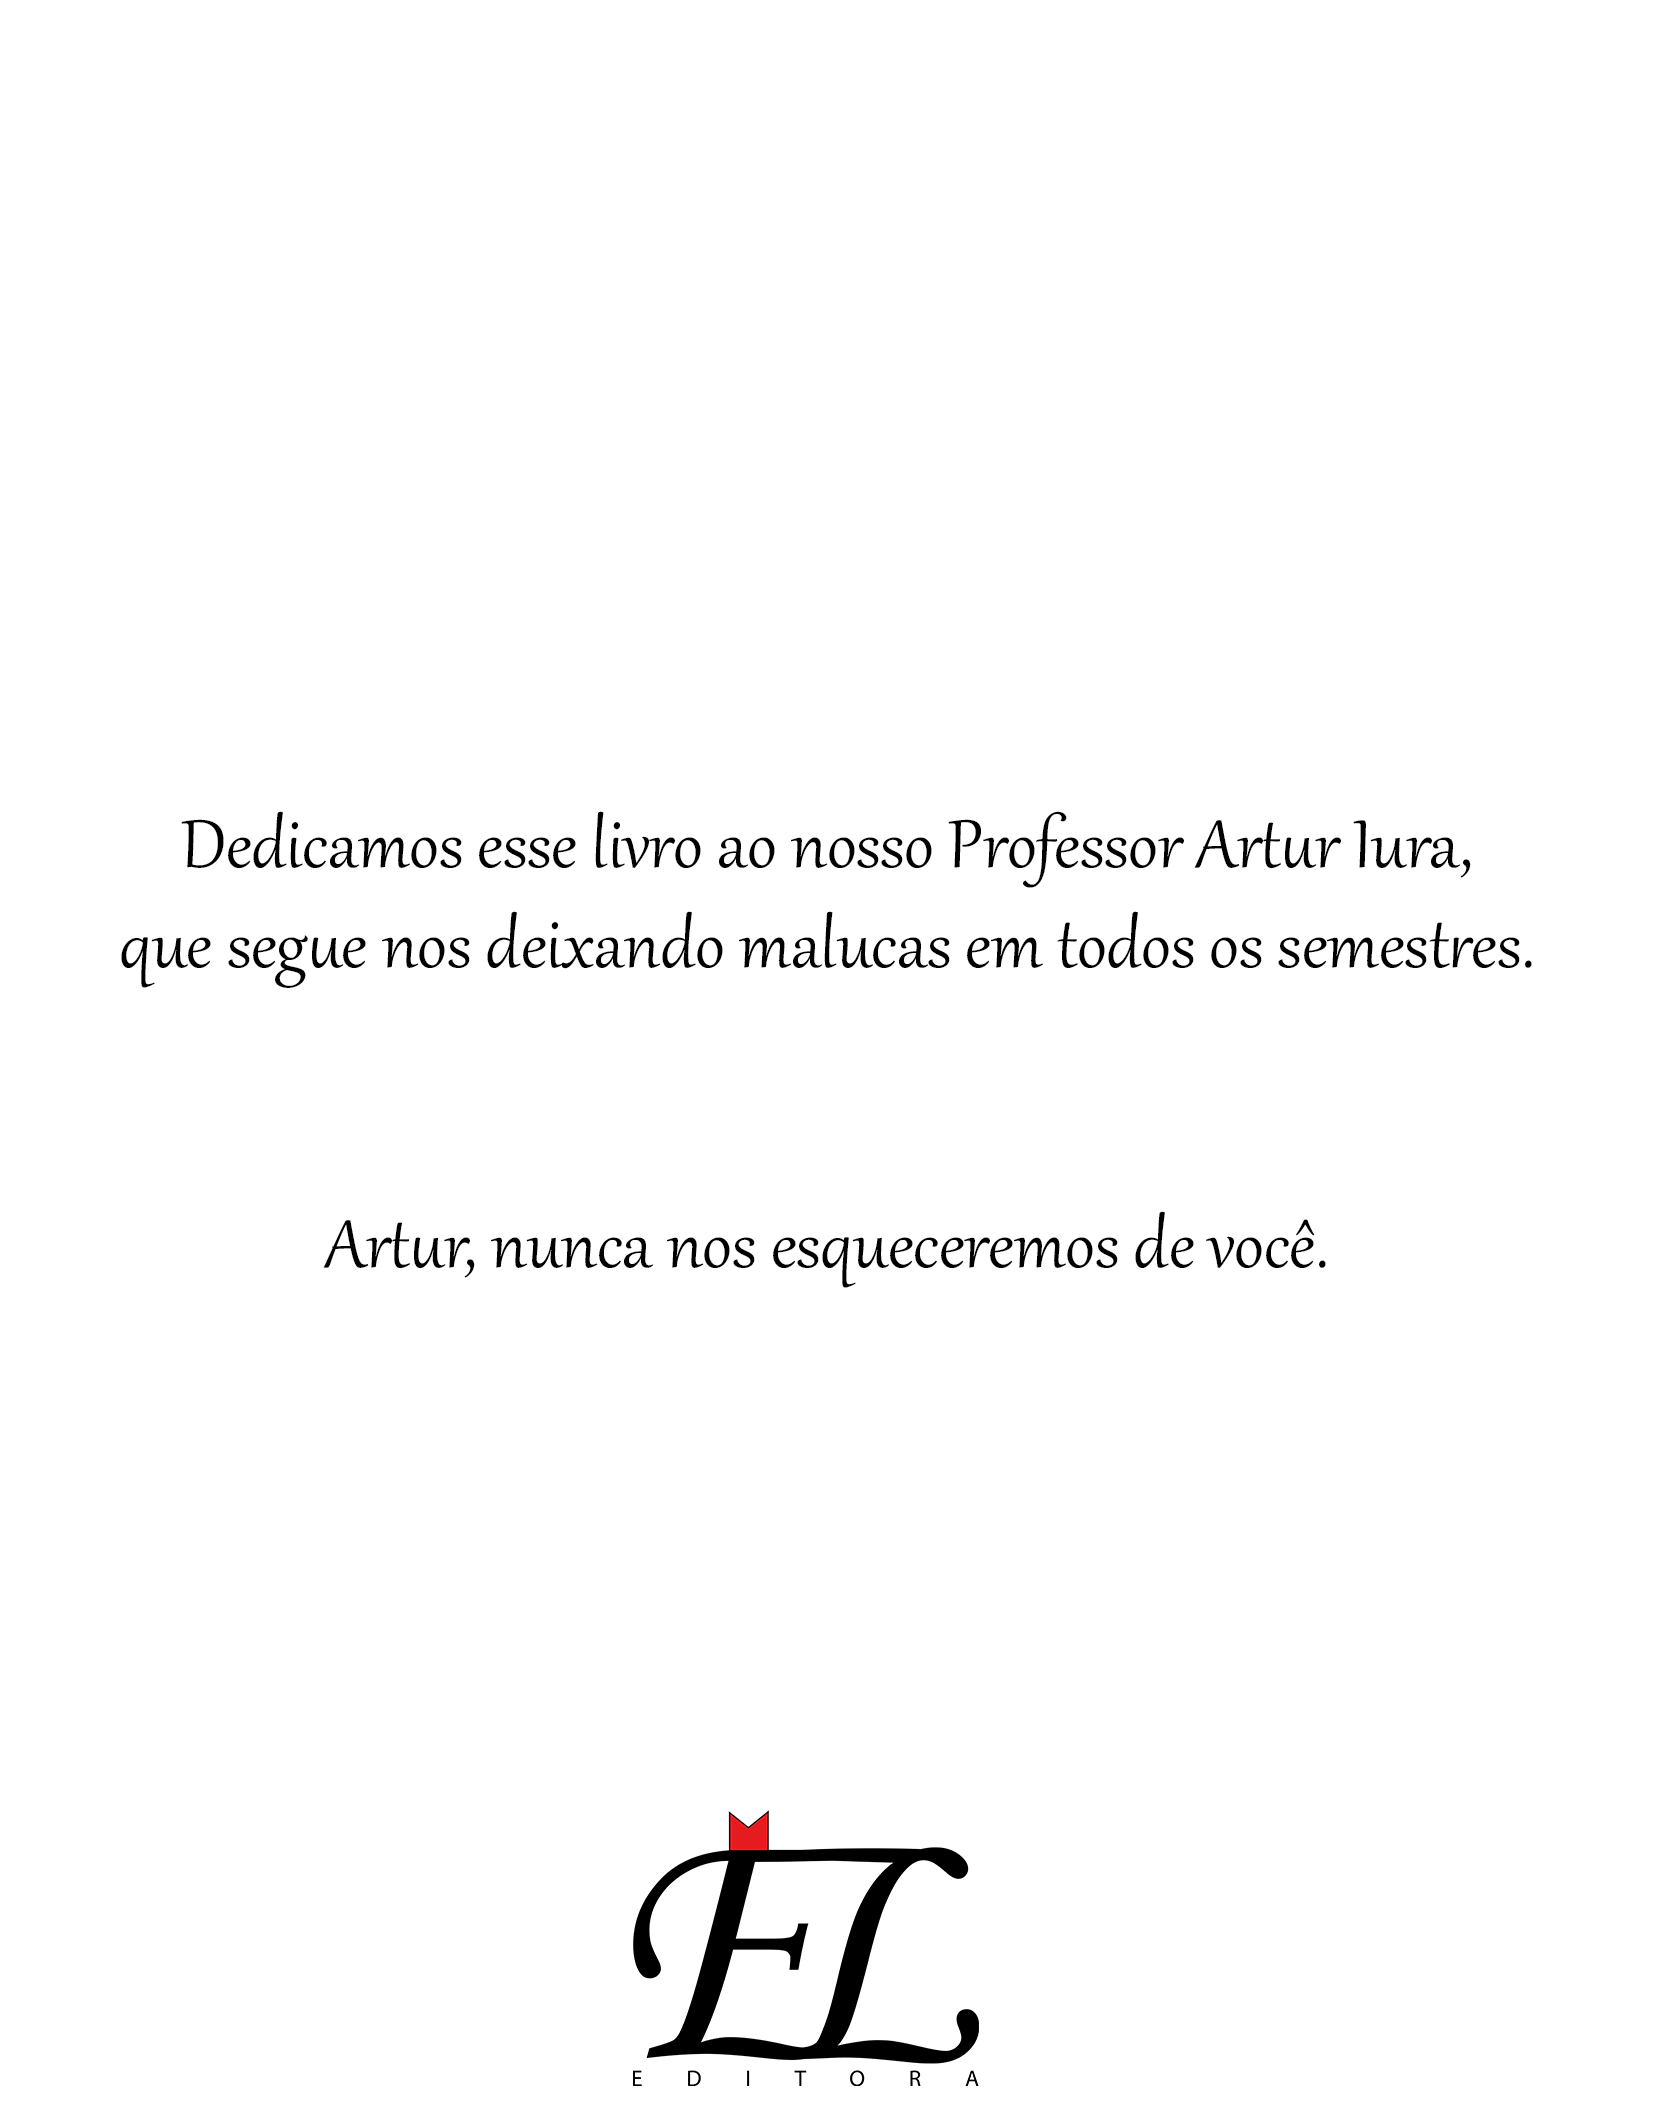 Dedicamos esse livro ao nosso Professor Artur Iura,
que segue nos deixando malucas em todos os semestres.
Artur, nunca nos esqueceremos de você.
EL
EDITORA